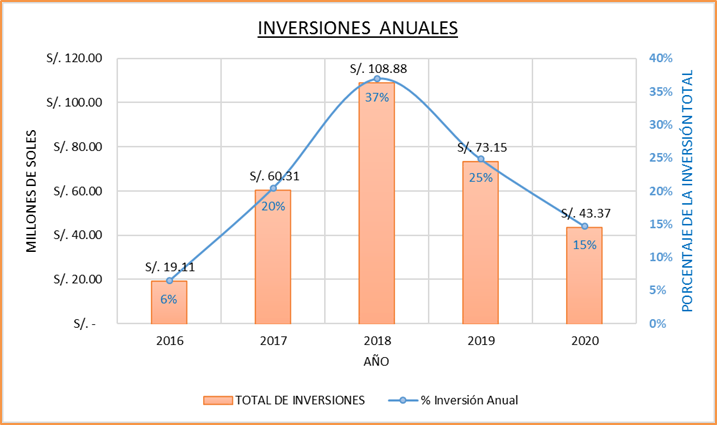 INVERSIONES ANUALES
S/. 120.00
S/. 100.00
S/. 80.00
S/. 60.00
S/. 40.00
S/. 20.00
S/. -
MILLONES DE SOLES
S/. 19.11
S/. 60.31
S/. 108.88
S/. 73.15
S/. 43.37
6%
20%
37%
25%
15%
40%
35%
30%
25%
20%
15%
10%
5%
0%
PORCENTAJE DE LA INVERSIÓN TOTAL
2016
2017
2018
2019
2020
AÑO
TOTAL DE INVERSIONES
% Inversión Anual